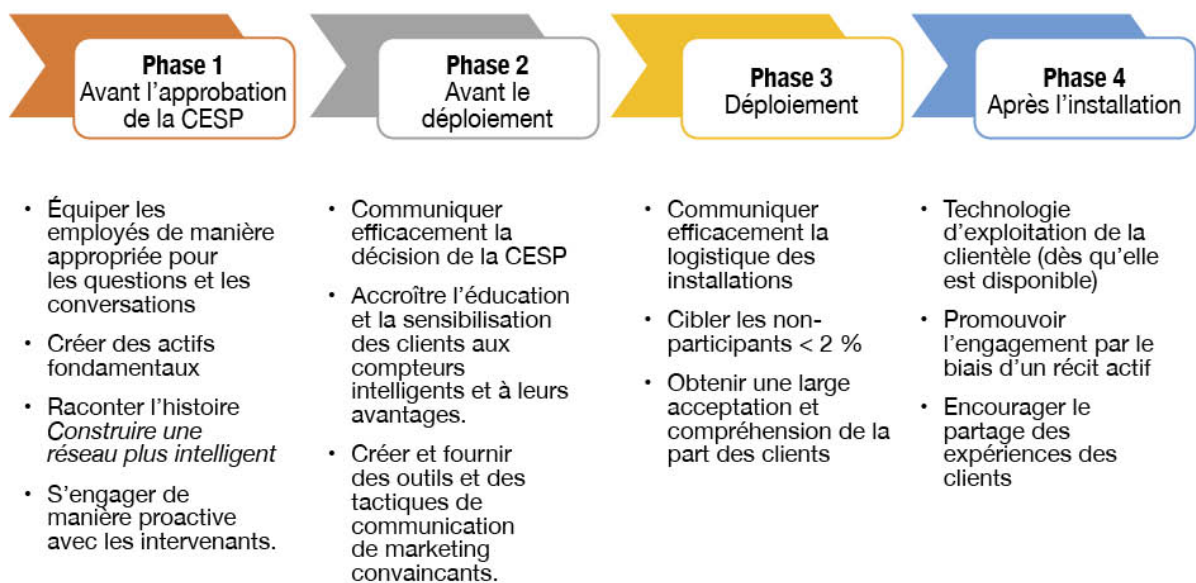 Phase 1
Avant l'approbation
de la CESP
Phase 2
Avant le
déploiement
Phase 3
Déploiement
Phase 4
Après l'installation
• Équiper les
employés de manière
appropriée pour
les questions et les
conversations
• Créer des actifs
fondamentaux
• Raconter l'histoire
Construire une
réseau plus intelligent
• S'engager de
manière proactive
avec les intervenants.
• Communiquer
efficacement la
décision de la CESP
• Accroître l'éducation
et la sensibilisation
des clients aux
compteurs
intelligents et à leurs
avantages.
• Créer et fournir
des outils et des
tactiques de
communication
de marketing
convaincants.
• Communiquer
efficacement la
logistique des
installations
• Cibler les non-
participants < 2 %
• Obtenir une large
acceptation et
compréhension de la
part des clients
• Technologie
d'exploitation de la
clientèle (dès qu'elle
est disponible)
• Promouvoir
l'engagement par le
biais d'un récit actif
• Encourager le
partage des
expériences des
clients